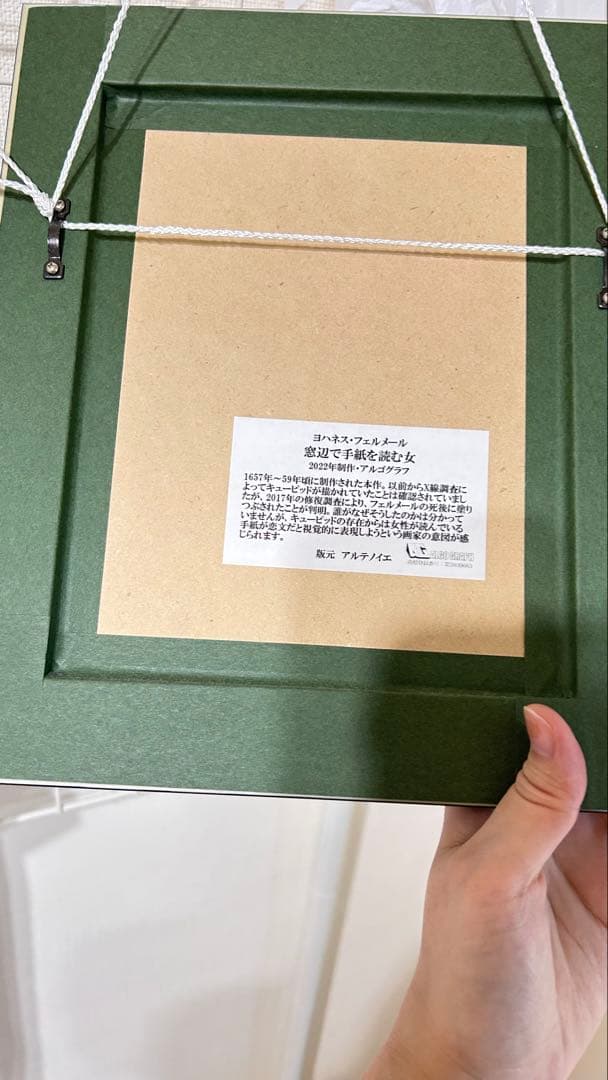 ヨハネス・フェルメール
窓辺で手紙を読む女
2022年制作・アルゴグラフ
1657年～59年頃に制作された本作。以前からX線調査に
よってキューピッドが描かれていたことは確認されていまし
たが、2017年の修復調査により、フェルメールの死後に塗り
つぶされたことが判明。誰がなぜそうしたのかは分かって
いませんが、キューピッドの存在からは女性が読んでいる
手紙が恋文だと視覚的に表現しようという画家の意図が感
じられます。
版元 アルテノイエ
ALGO GRAPH